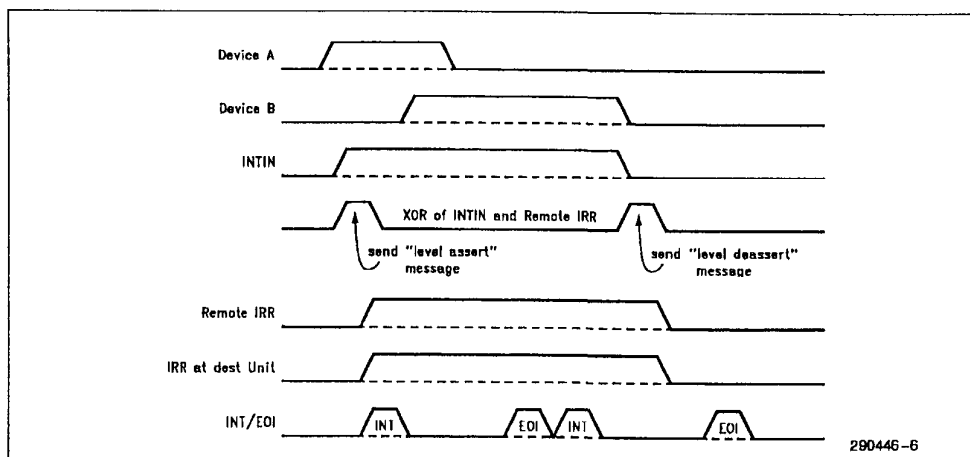 Device A
Device B
INTIN
XOR of INTIN and Remote IRR
send "level assert"
message
send "level deassert"
message
Remote IRR
IRR at dest Unit
INT/EOI
INT
EOI
INT
EOI
290446-6